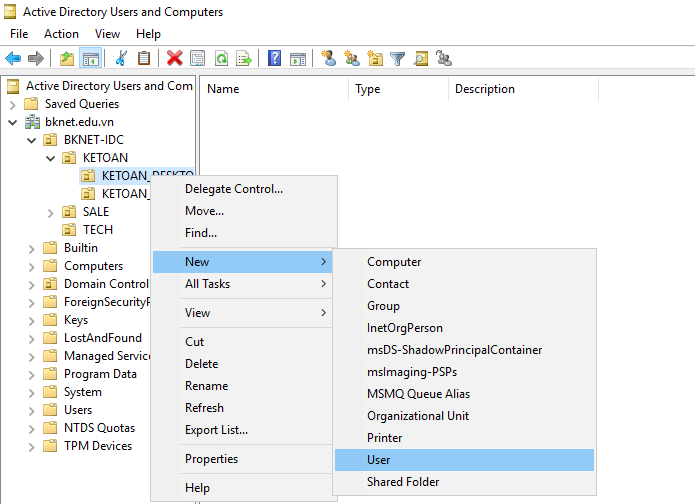 Active Directory Users and Computers
File Action View Help
Active Directory Users and Com
Name Type Description
Saved Queries
bknet.edu.vn
BKNET-IDC
KETOAN
KETOAN_DESKTO
KETOAN_
SALE
TECH
Builtin
Computers
Domain Control
ForeignSecurityP
Keys
LostAndFound
Managed Service
Program Data
System
Users
NTDS Quotas
TPM Devices
Delegate Control...
Move...
Find...
New
All Tasks
View
Cut
Delete
Rename
Refresh
Export List...
Properties
Help
Computer
Contact
Group
InetOrgPerson
msDS-ShadowPrincipalContainer
msImaging-PSPs
MSMQ Queue Alias
Organizational Unit
Printer
User
Shared Folder